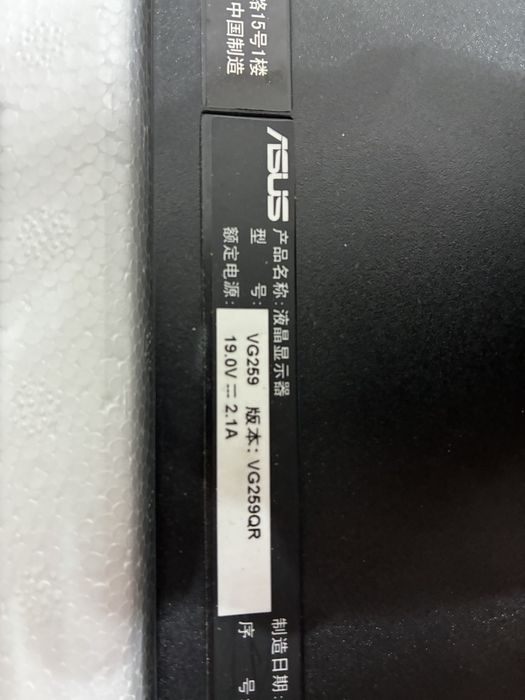 路15号1楼
中国制造
ASUS
产品名称:液晶显示器
型 号: VG259 版本: VG259QR
额定电源: 19.0V ⎓ 2.1A
制造日期:
序 号